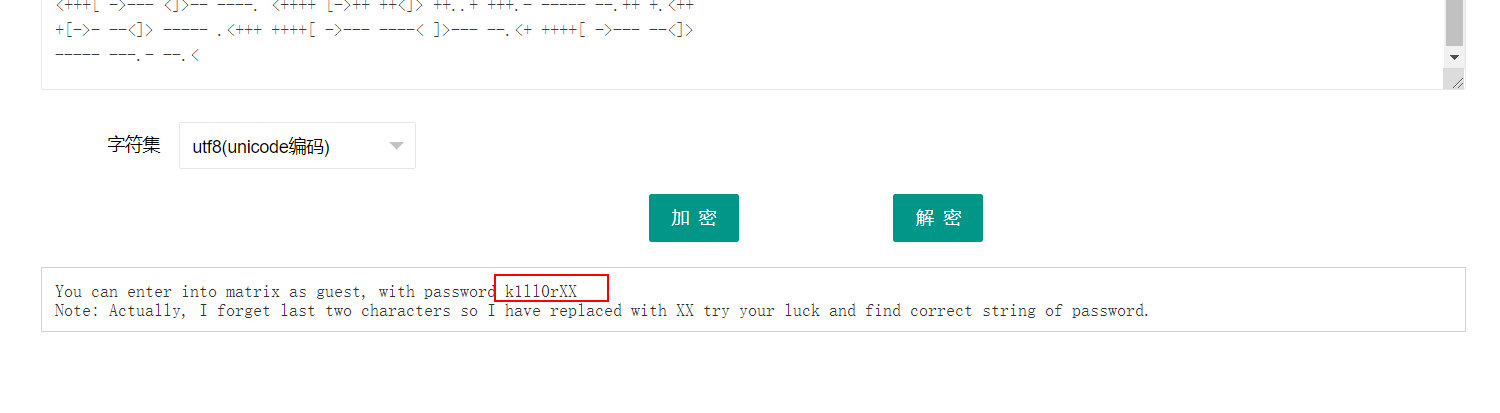 <+++[ ->--- <]>-- ----. <++++ [->++ ++<]> ++..+ +++.- ----- --.++ +.<++
+[->- --<]> ----- .<+++ ++++[ ->--- ----< ]>--- --.<+ ++++[ ->--- --<]>
----- ---.- --.<
字符集 utf8(unicode编码)
加 密 解 密
You can enter into matrix as guest, with password k1ll0rXX
Note: Actually, I forget last two characters so I have replaced with XX try your luck and find correct string of password.